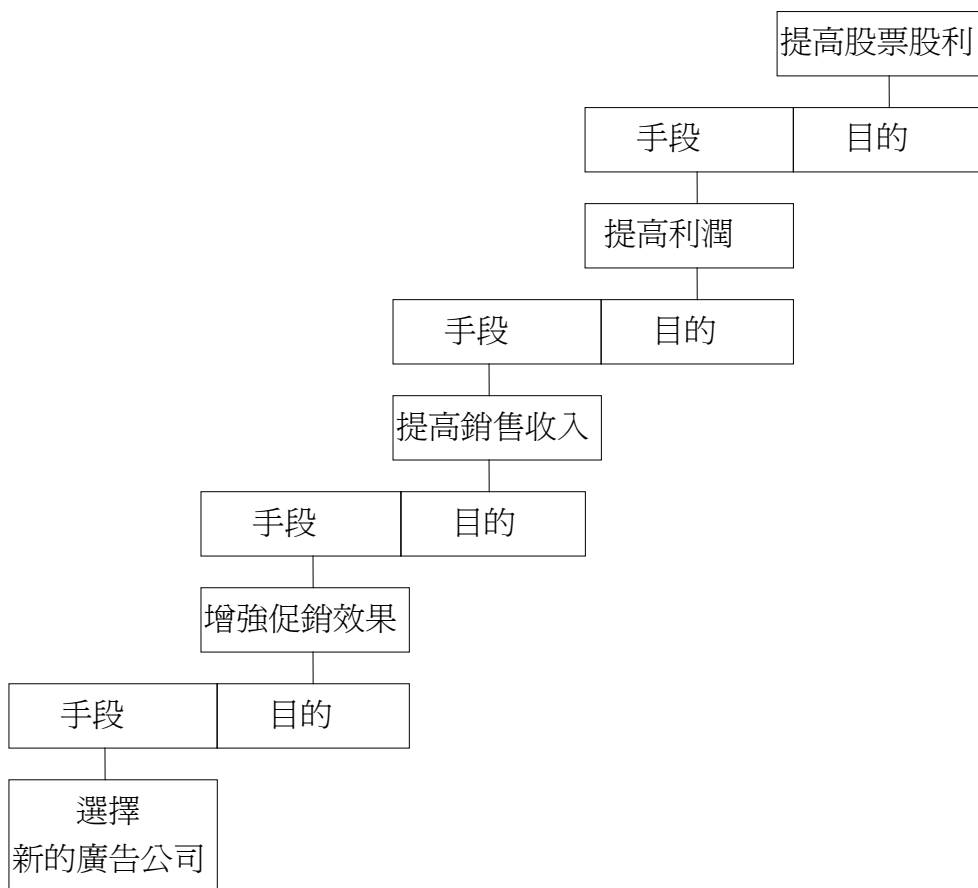 提高股票股利
手段
目的
提高利潤
手段
目的
提高銷售收入
手段
目的
增強促銷效果
手段
目的
選擇
新的廣告公司